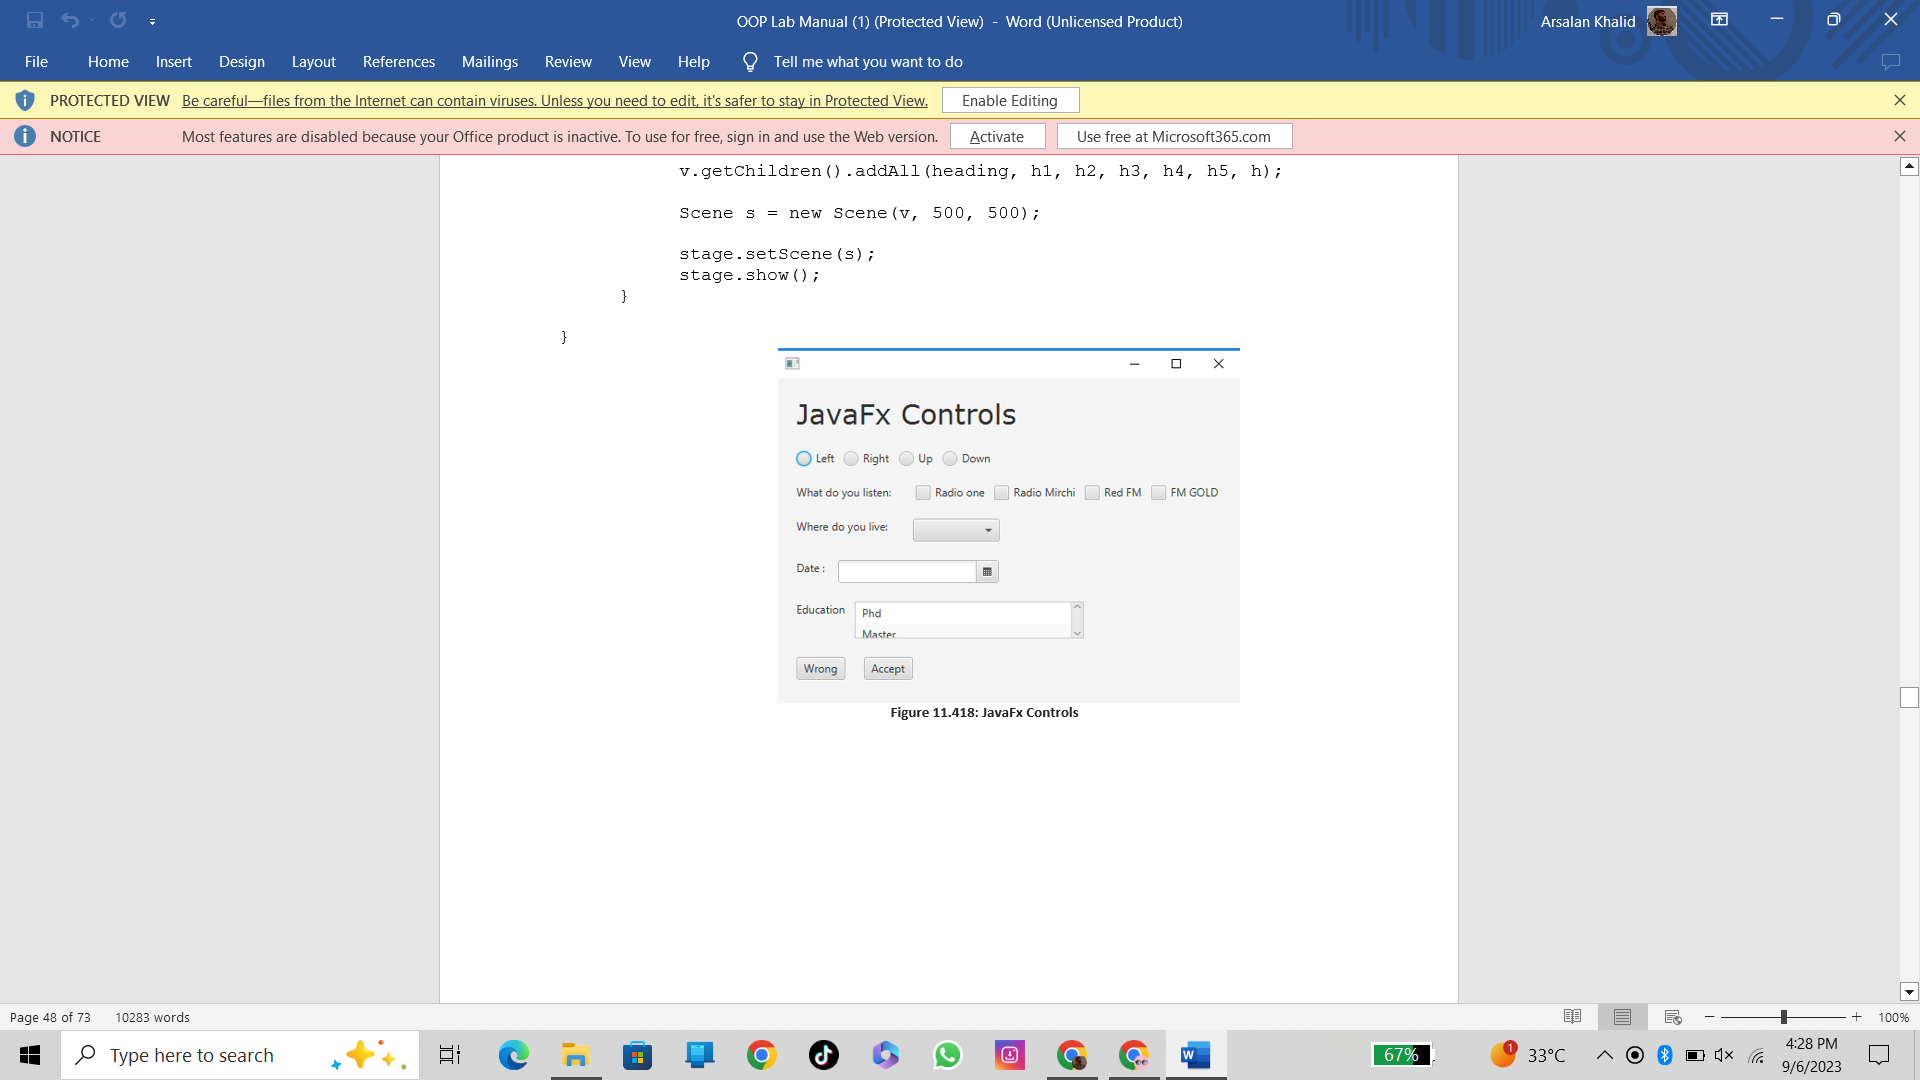 OOP Lab Manual (1) (Protected View) - Word (Unlicensed Product)
Arsalan Khalid
File Home Insert Design Layout References Mailings Review View Help Tell me what you want to do
PROTECTED VIEW Be careful—files from the Internet can contain viruses. Unless you need to edit, it's safer to stay in Protected View. Enable Editing
NOTICE Most features are disabled because your Office product is inactive. To use for free, sign in and use the Web version. Activate Use free at Microsoft365.com
v.getChildren().addAll(heading, h1, h2, h3, h4, h5, h);
Scene s = new Scene(v, 500, 500);
stage.setScene(s);
stage.show();
}
}
JavaFx Controls
Left Right Up Down
What do you listen: Radio one Radio Mirchi Red FM FM GOLD
Where do you live:
Date :
Education Phd
Master
Wrong Accept
Figure 11.418: JavaFx Controls
Page 48 of 73 10283 words
100%
Type here to search
67%
1
33°C
4:28 PM
9/6/2023